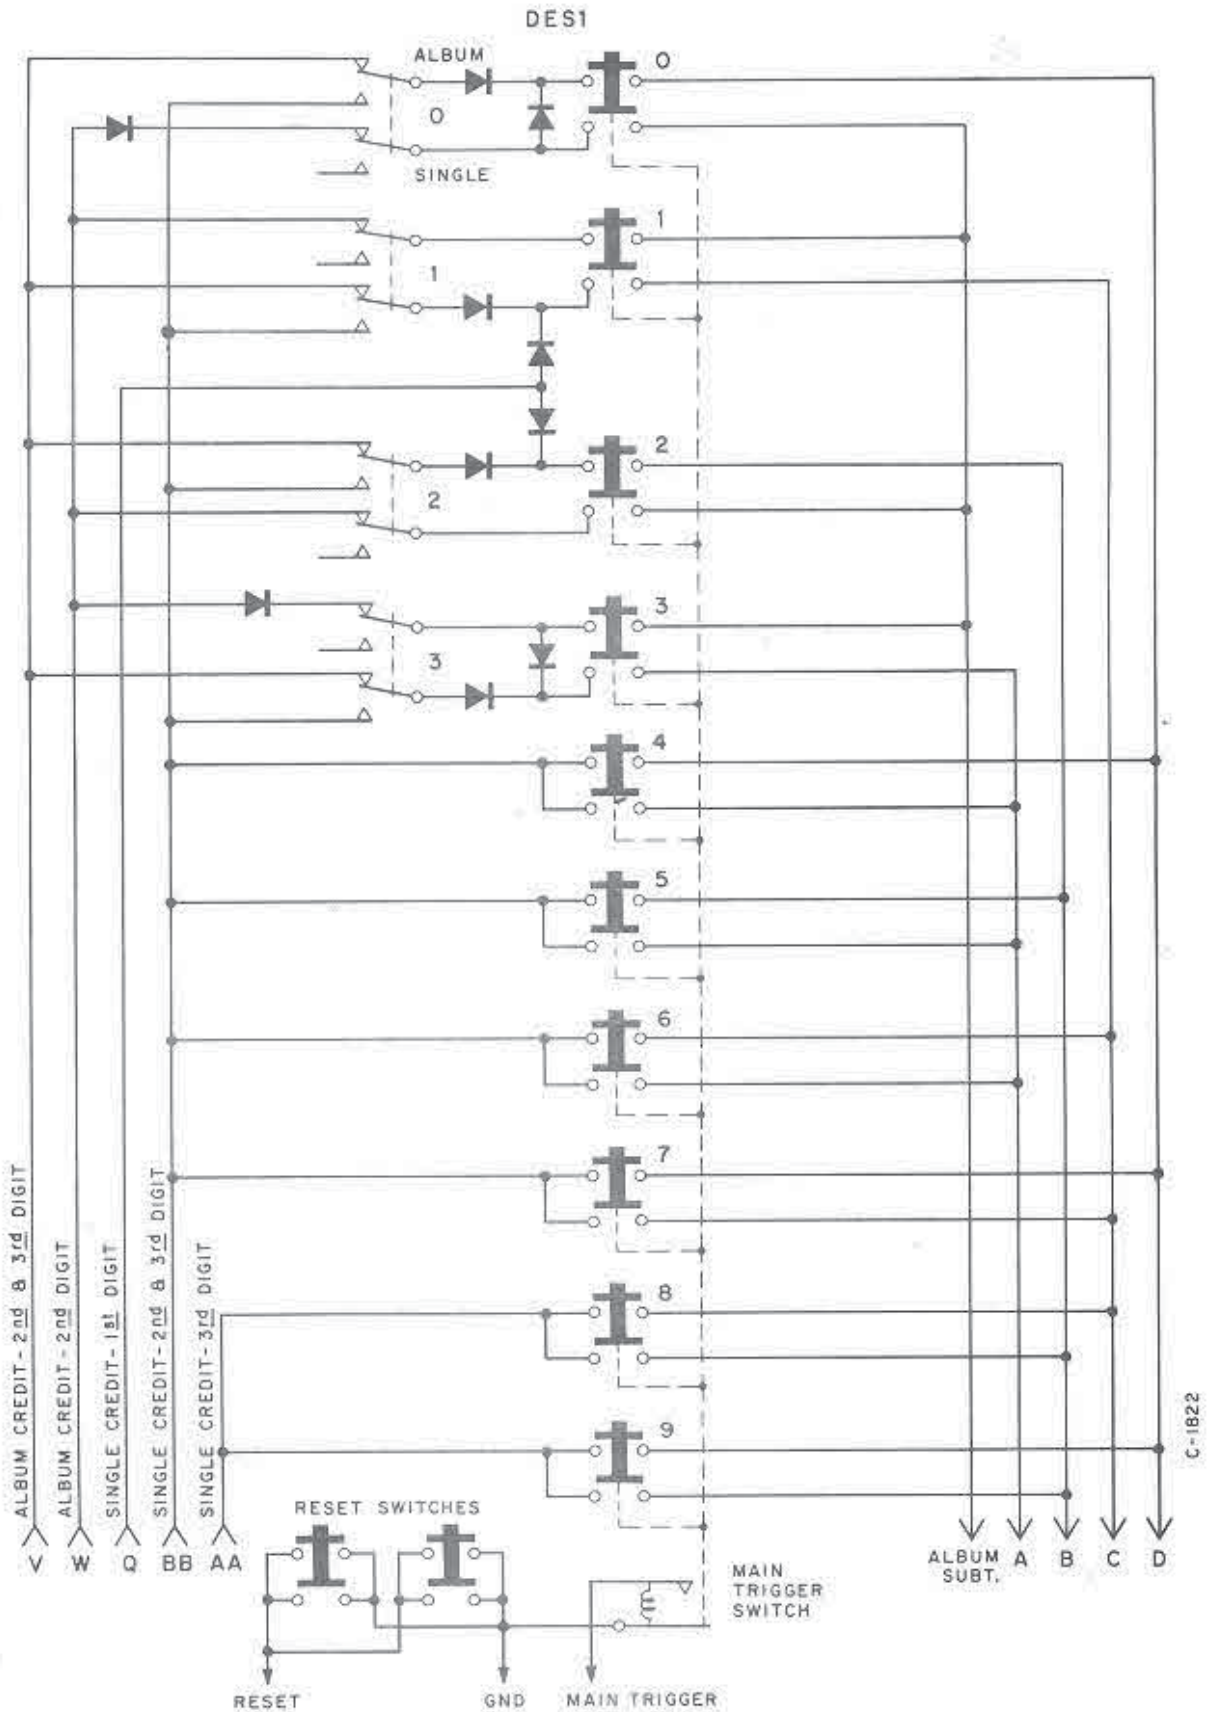 DES1
ALBUM
0
0
SINGLE
1
1
2
2
3
3
4
5
6
7
8
9
ALBUM CREDIT-2nd & 3rd DIGIT
ALBUM CREDIT-2nd DIGIT
SINGLE CREDIT-1st DIGIT
SINGLE CREDIT-2nd & 3rd DIGIT
SINGLE CREDIT-3rd DIGIT
C-1822
RESET SWITCHES
V W Q BB AA
ALBUM SUBT.
A B C D
MAIN
TRIGGER
SWITCH
RESET
GND
MAIN TRIGGER